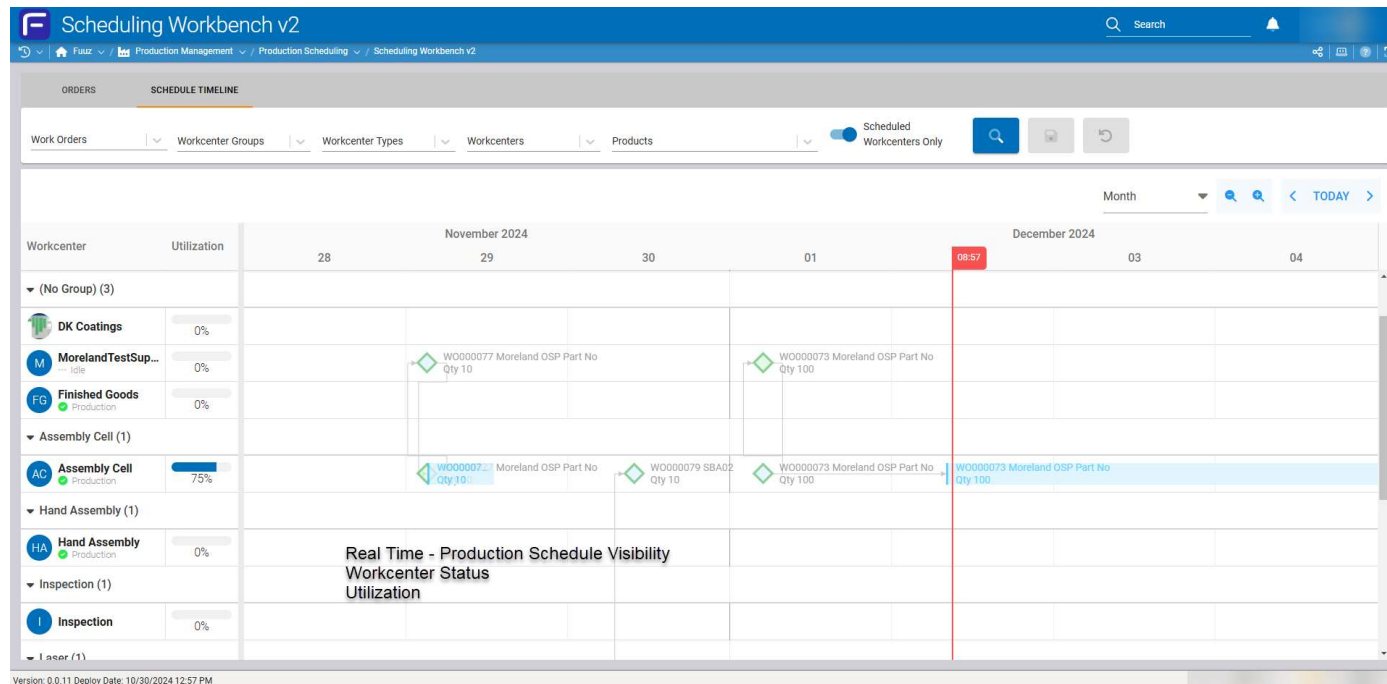 Scheduling Workbench v2
Search
Fuuz / Production Management / Production Scheduling / Scheduling Workbench v2
ORDERS SCHEDULE TIMELINE
Work Orders Workcenter Groups Workcenter Types Workcenters Products Scheduled
Workcenters Only
Month TODAY
Workcenter Utilization November 2024 December 2024
28 29 30 01 08:57 03 04
(No Group) (3)
DK Coatings 0%
MorelandTestSup... WO000077 Moreland OSP Part No WO000073 Moreland OSP Part No
Idle 0% Qty 10 Qty 100
Finished Goods
Production 0%
Assembly Cell (1)
Assembly Cell WO00007... Moreland OSP Part No WO000079 SBA02 WO000073 Moreland OSP Part No WO000073 Moreland OSP Part No
Production 75% Qty 10 Qty 10 Qty 100 Qty 100
Hand Assembly (1)
Hand Assembly
Production 0%
Real Time - Production Schedule Visibility
Workcenter Status
Utilization
Inspection (1)
Inspection 0%
Laser (1)
Version: 0.0.11 Deploy Date: 10/30/2024 12:57 PM